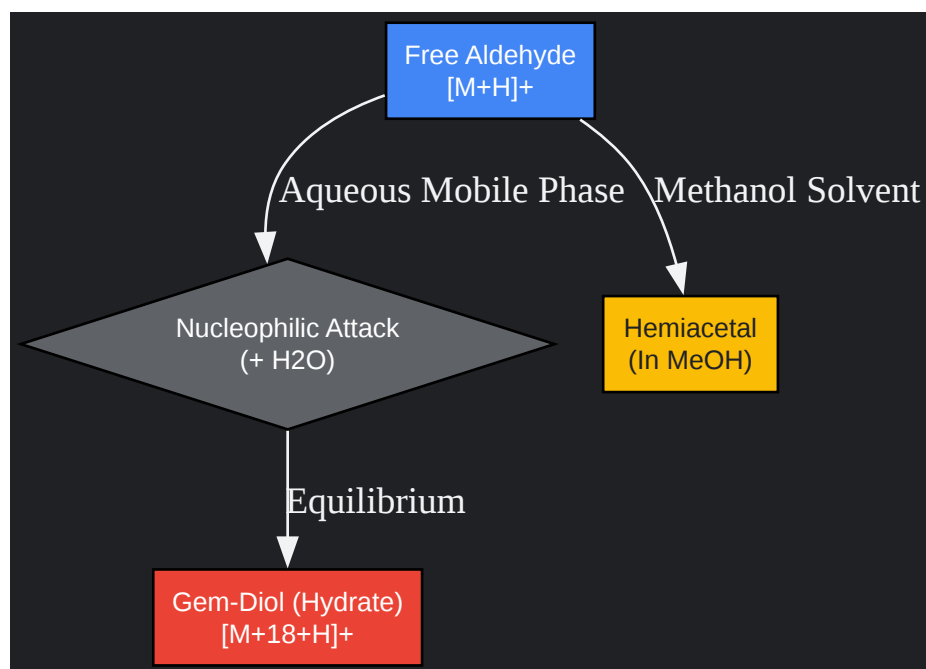 Free Aldehyde
[M+H]+
Aqueous Mobile Phase
Methanol Solvent
Nucleophilic Attack
(+ H2O)
Hemiacetal
(In MeOH)
Equilibrium
Gem-Diol (Hydrate)
[M+18+H]+